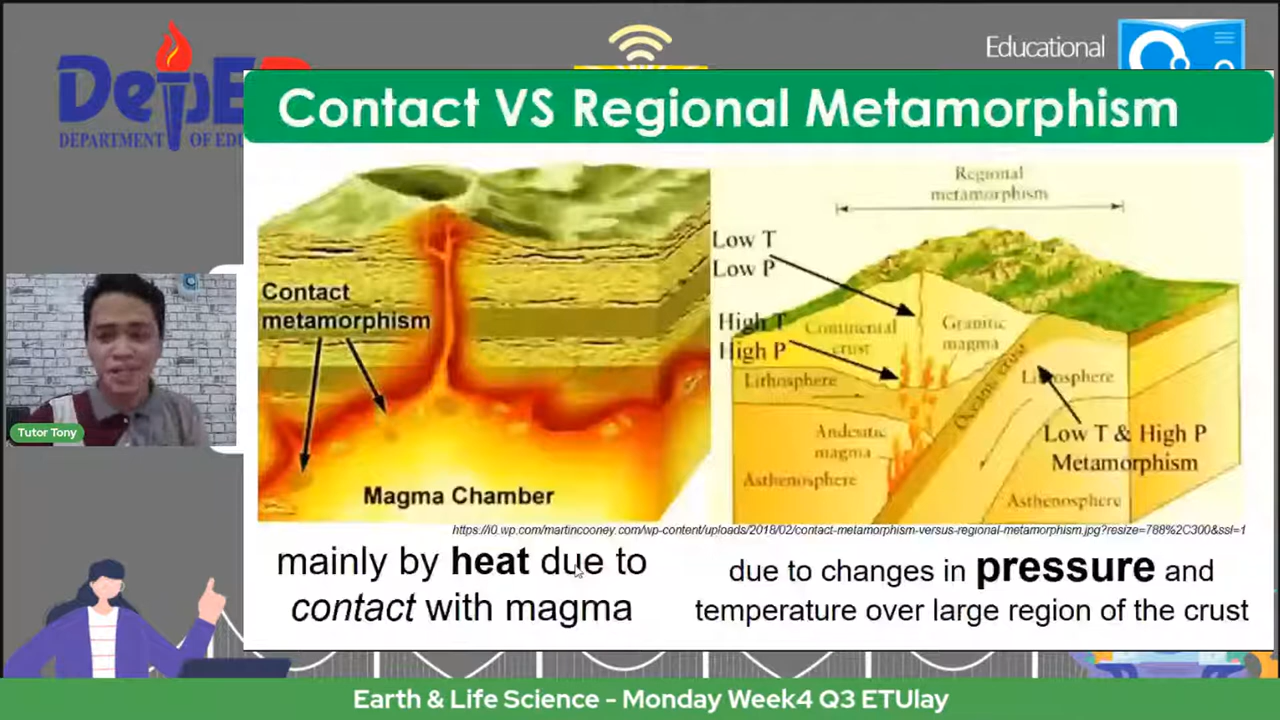 Educational
DepE
DEPARTMENT OF EDU
Contact VS Regional Metamorphism
Contact
metamorphism
Magma Chamber
Regional
metamorphism
Low T
Low P
High T
High P
Continental
crust
Granitic
magma
Lithosphere
Oceanic crust
Lithosphere
Andesitic
magma
Low T & High P
Metamorphism
Asthenosphere
Asthenosphere
https://i0.wp.com/martincooney.com/wp-content/uploads/2018/02/contact-metamorphism-versus-regional-metamorphism.jpg?resize=788%2C300&ssl=1
mainly by heat due to
contact with magma
due to changes in pressure and
temperature over large region of the crust
Tutor Tony
Earth & Life Science - Monday Week4 Q3 ETUlay